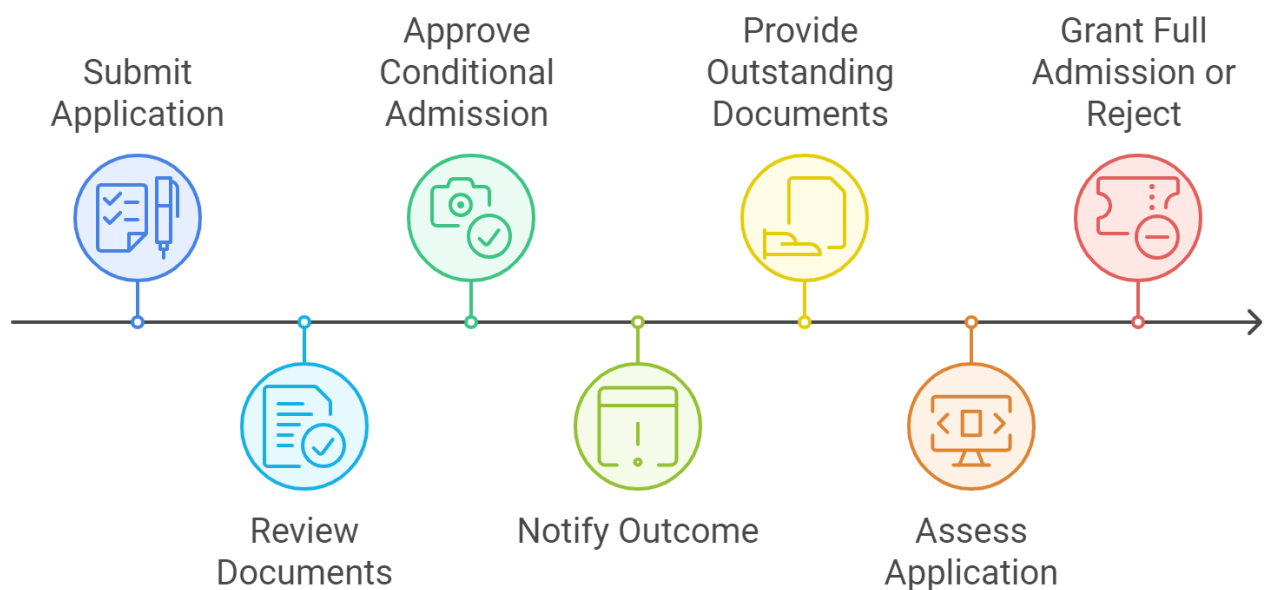 Submit
Application
Review
Documents
Approve
Conditional
Admission
Notify Outcome
Provide
Outstanding
Documents
Assess
Application
Grant Full
Admission or
Reject